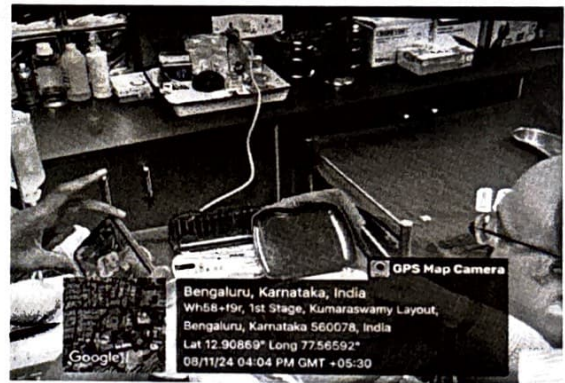 GPS Map Camera
Bengaluru, Karnataka, India
Wh58+f9r, 1st Stage, Kumaraswamy Layout,
Bengaluru, Karnataka 560078, India
Lat 12.90869° Long 77.56592°
08/11/24 04:04 PM GMT +05:30
Google